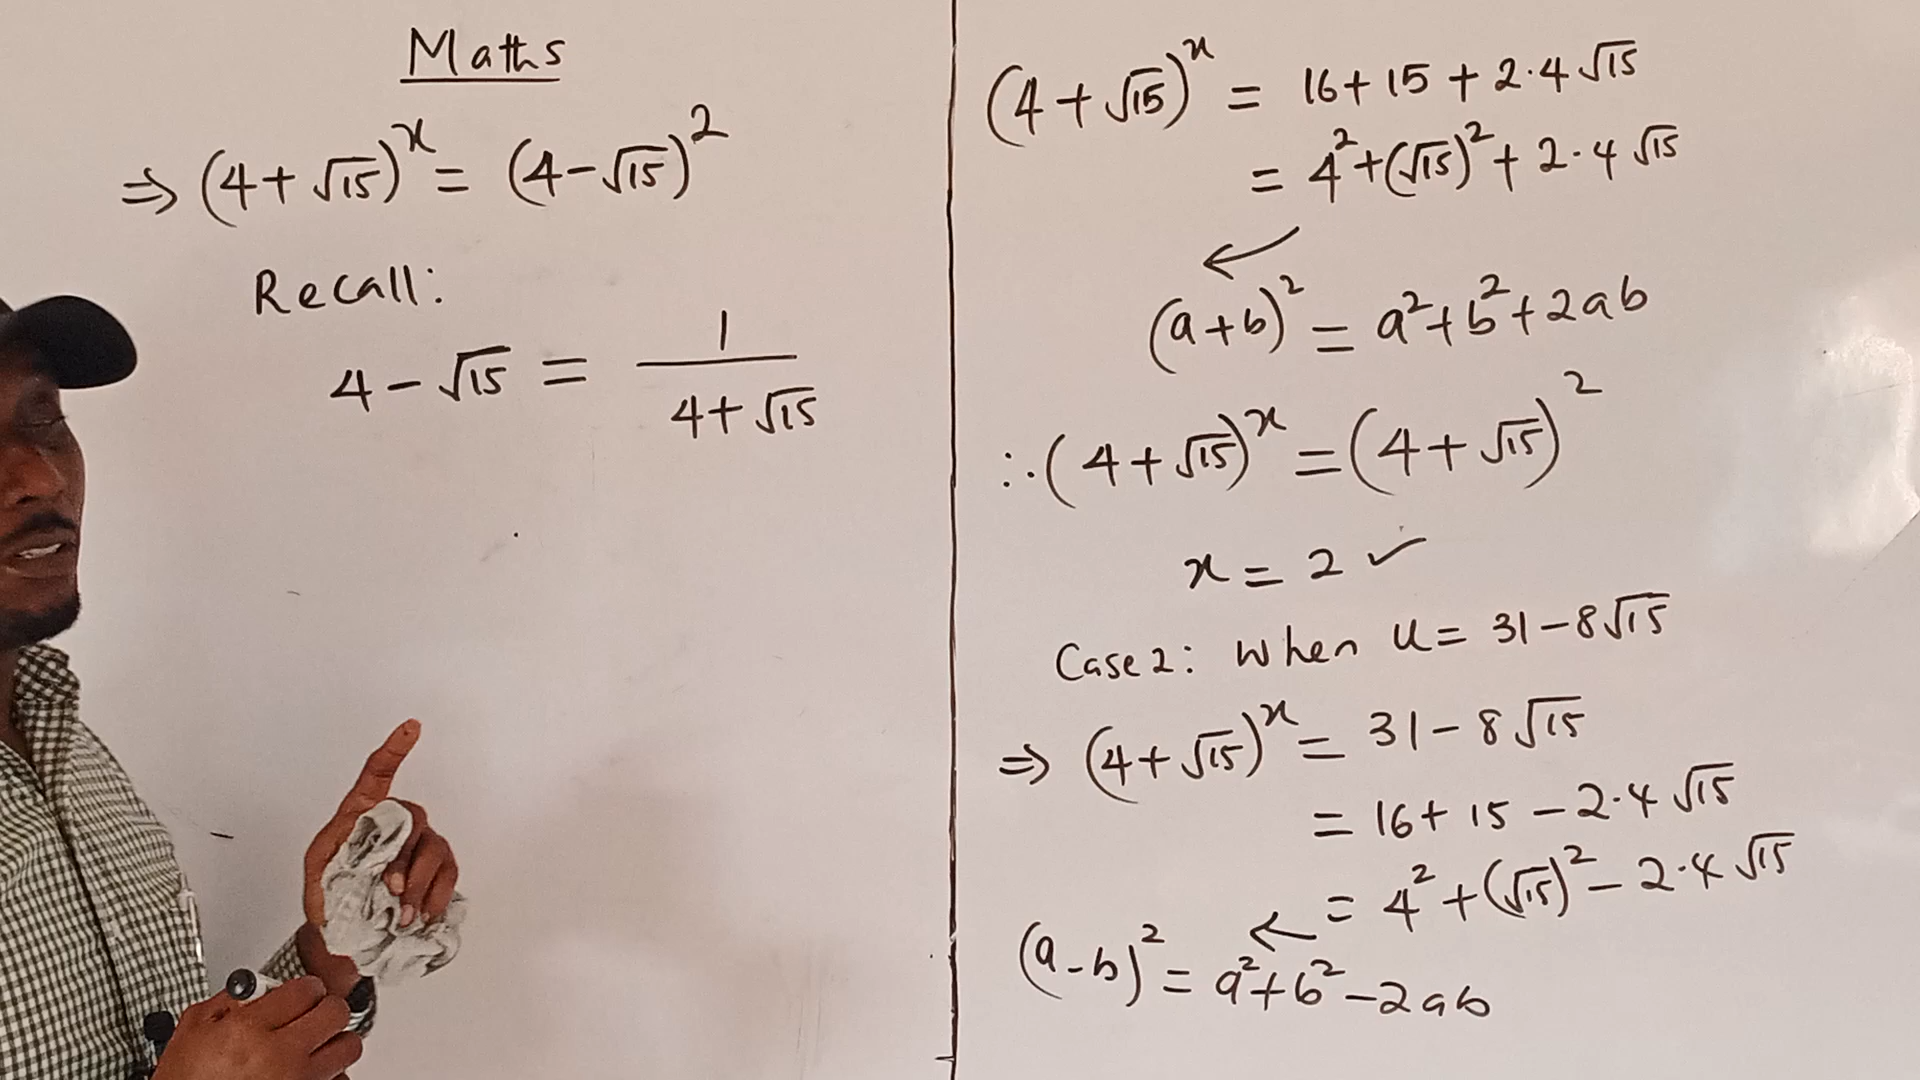 Maths
⇒ (4+√15)^x = (4-√15)^2
Recall:
4-√15 = 1/(4+√15)
(4+√15)^x = 16+15+2·4√15
= 4^2+(√15)^2+2·4√15
←
(a+b)^2 = a^2+b^2+2ab
∴ (4+√15)^x = (4+√15)^2
x = 2 ✓
Case 2: when u = 31-8√15
⇒ (4+√15)^x = 31-8√15
= 16+15-2·4√15
← = 4^2+(√15)^2-2·4√15
(a-b)^2 = a^2+b^2-2ab